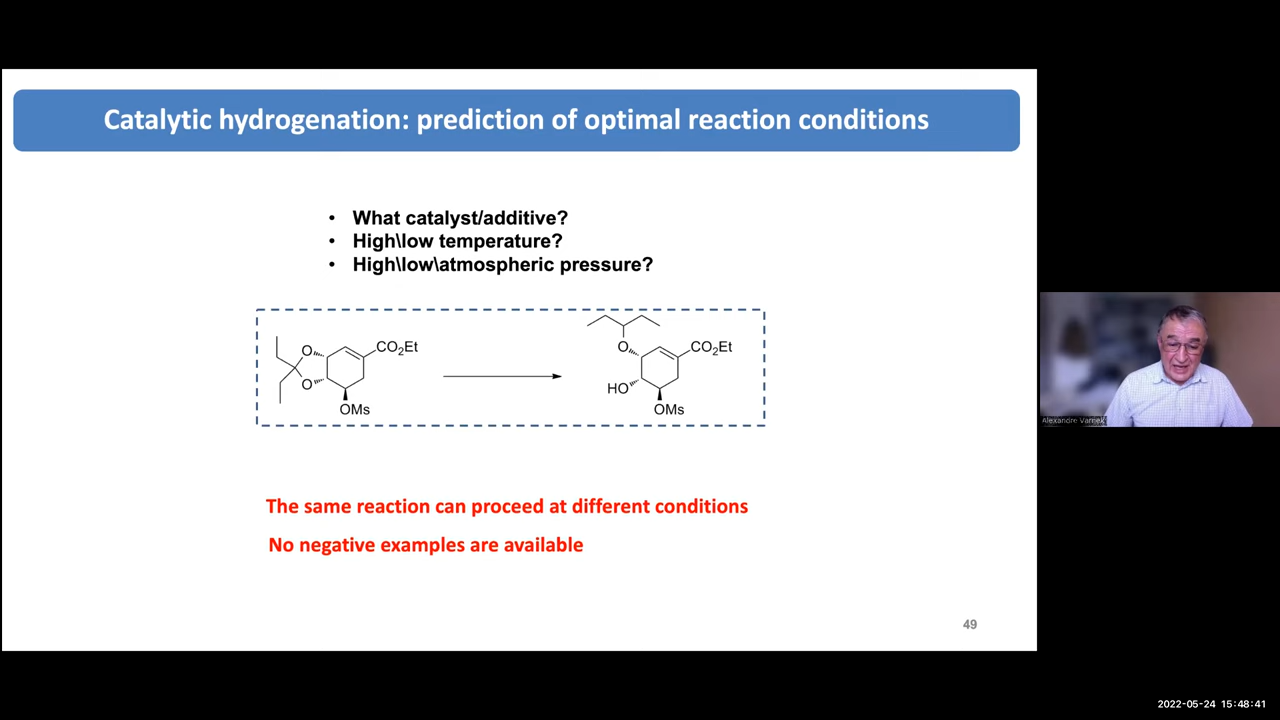 Catalytic hydrogenation: prediction of optimal reaction conditions
• What catalyst/additive?
• High\low temperature?
• High\low\atmospheric pressure?
O
O
CO2Et
OMs
O
HO
CO2Et
OMs
The same reaction can proceed at different conditions
No negative examples are available
49
Alexandre Varnek
2022-05-24 15:48:41